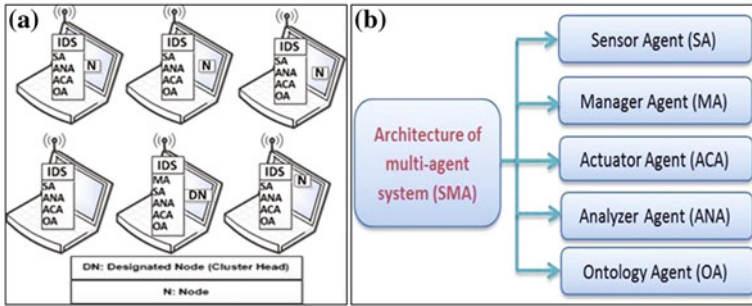 (a)
IDS
SA
ANA
ACA
OA
N
IDS
SA
ANA
ACA
OA
N
IDS
SA
ANA
ACA
OA
N
IDS
SA
ANA
ACA
OA
IDS
MA
SA
ANA
ACA
OA
DN
IDS
SA
ANA
ACA
OA
N
DN: Designated Node (Cluster Head)
N: Node
(b)
Architecture of
multi-agent
system (SMA)
Sensor Agent (SA)
Manager Agent (MA)
Actuator Agent (ACA)
Analyzer Agent (ANA)
Ontology Agent (OA)